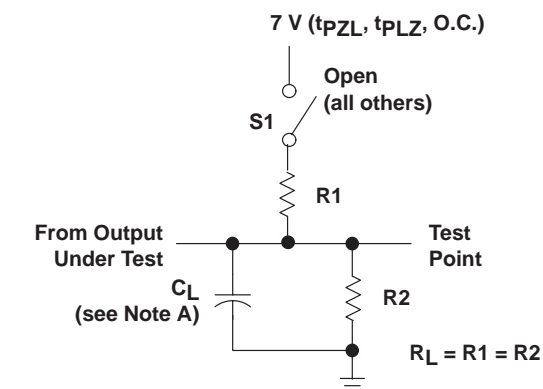 7 V (tPZL, tPLZ, O.C.)
Open
(all others)
S1
R1
From Output
Under Test
Test
Point
CL
(see Note A)
R2
RL = R1 = R2